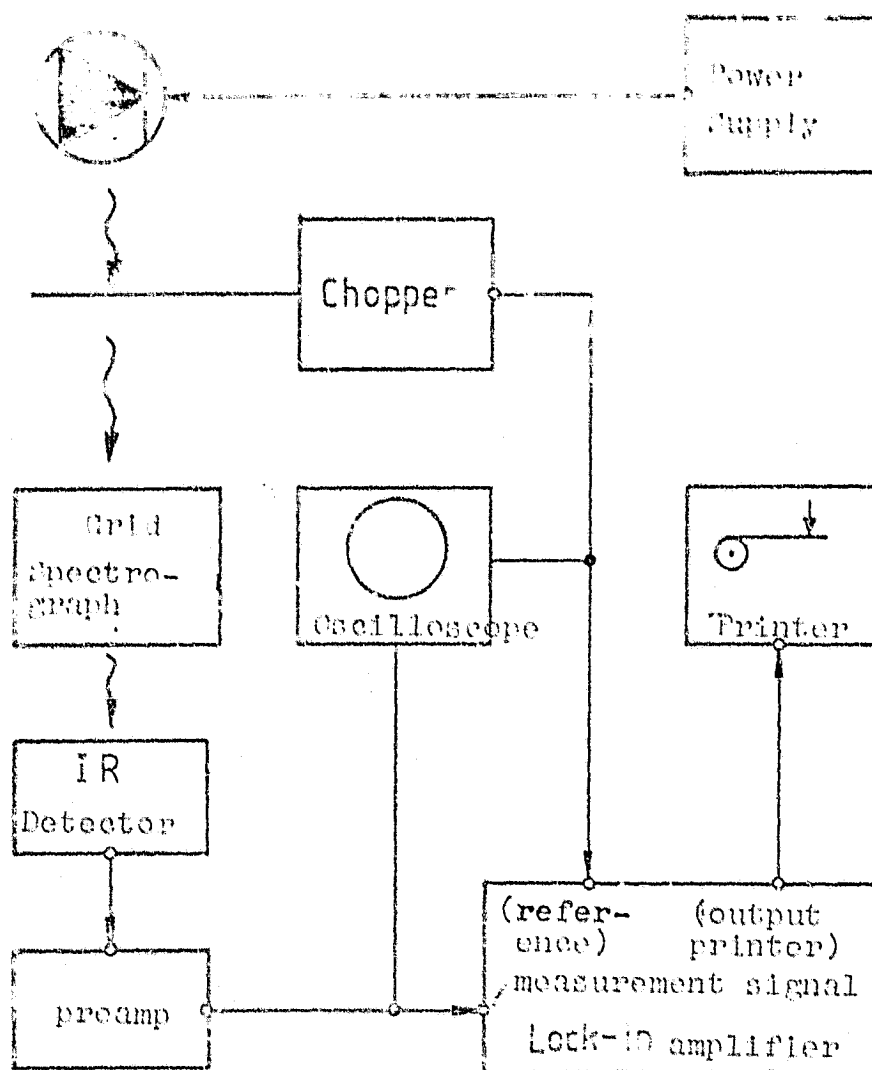 Power
Supply
Chopper
Grid
Spectro-
graph
Oscilloscope
Printer
IR
Detector
(refer-
ence)
(output
printer)
measurement signal
preamp
Lock-in amplifier